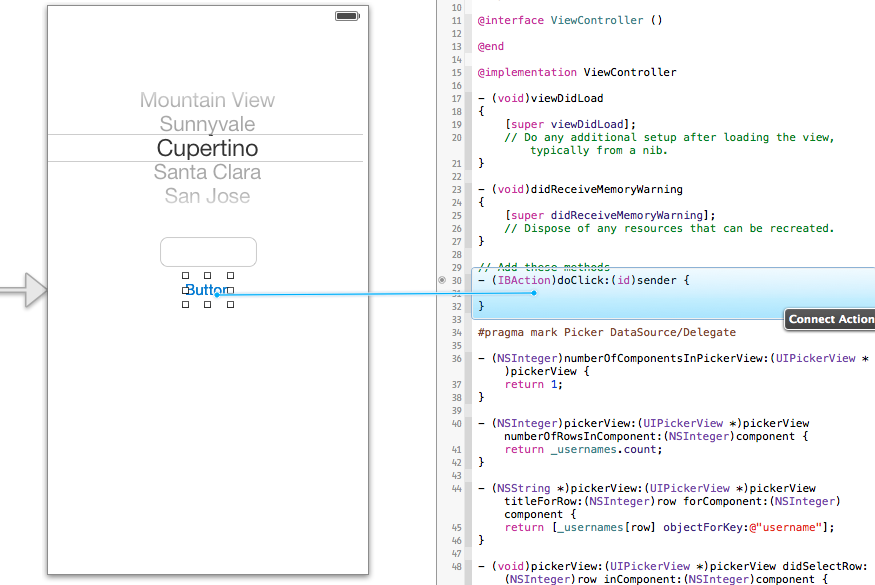 Mountain View
Sunnyvale
Cupertino
Santa Clara
San Jose
Button
10
11 @interface ViewController ()
12
13 @end
14
15 @implementation ViewController
16
17 - (void)viewDidLoad
18 {
19 [super viewDidLoad];
20 // Do any additional setup after loading the view,
typically from a nib.
21 }
22
23 - (void)didReceiveMemoryWarning
24 {
25 [super didReceiveMemoryWarning];
26 // Dispose of any resources that can be recreated.
27 }
28
29 // Add these methods
30 - (IBAction)doClick:(id)sender {
31
32 }
Connect Action
33
34 #pragma mark Picker DataSource/Delegate
35
36 - (NSInteger)numberOfComponentsInPickerView:(UIPickerView *
)pickerView {
37 return 1;
38 }
39
40 - (NSInteger)pickerView:(UIPickerView *)pickerView
numberOfRowsInComponent:(NSInteger)component {
41 return _usernames.count;
42 }
43
44 - (NSString *)pickerView:(UIPickerView *)pickerView
titleForRow:(NSInteger)row forComponent:(NSInteger)
component {
45 return [_usernames[row] objectForKey:@"username"];
46 }
47
48 - (void)pickerView:(UIPickerView *)pickerView didSelectRow:
(NSInteger)row inComponent:(NSInteger)component {